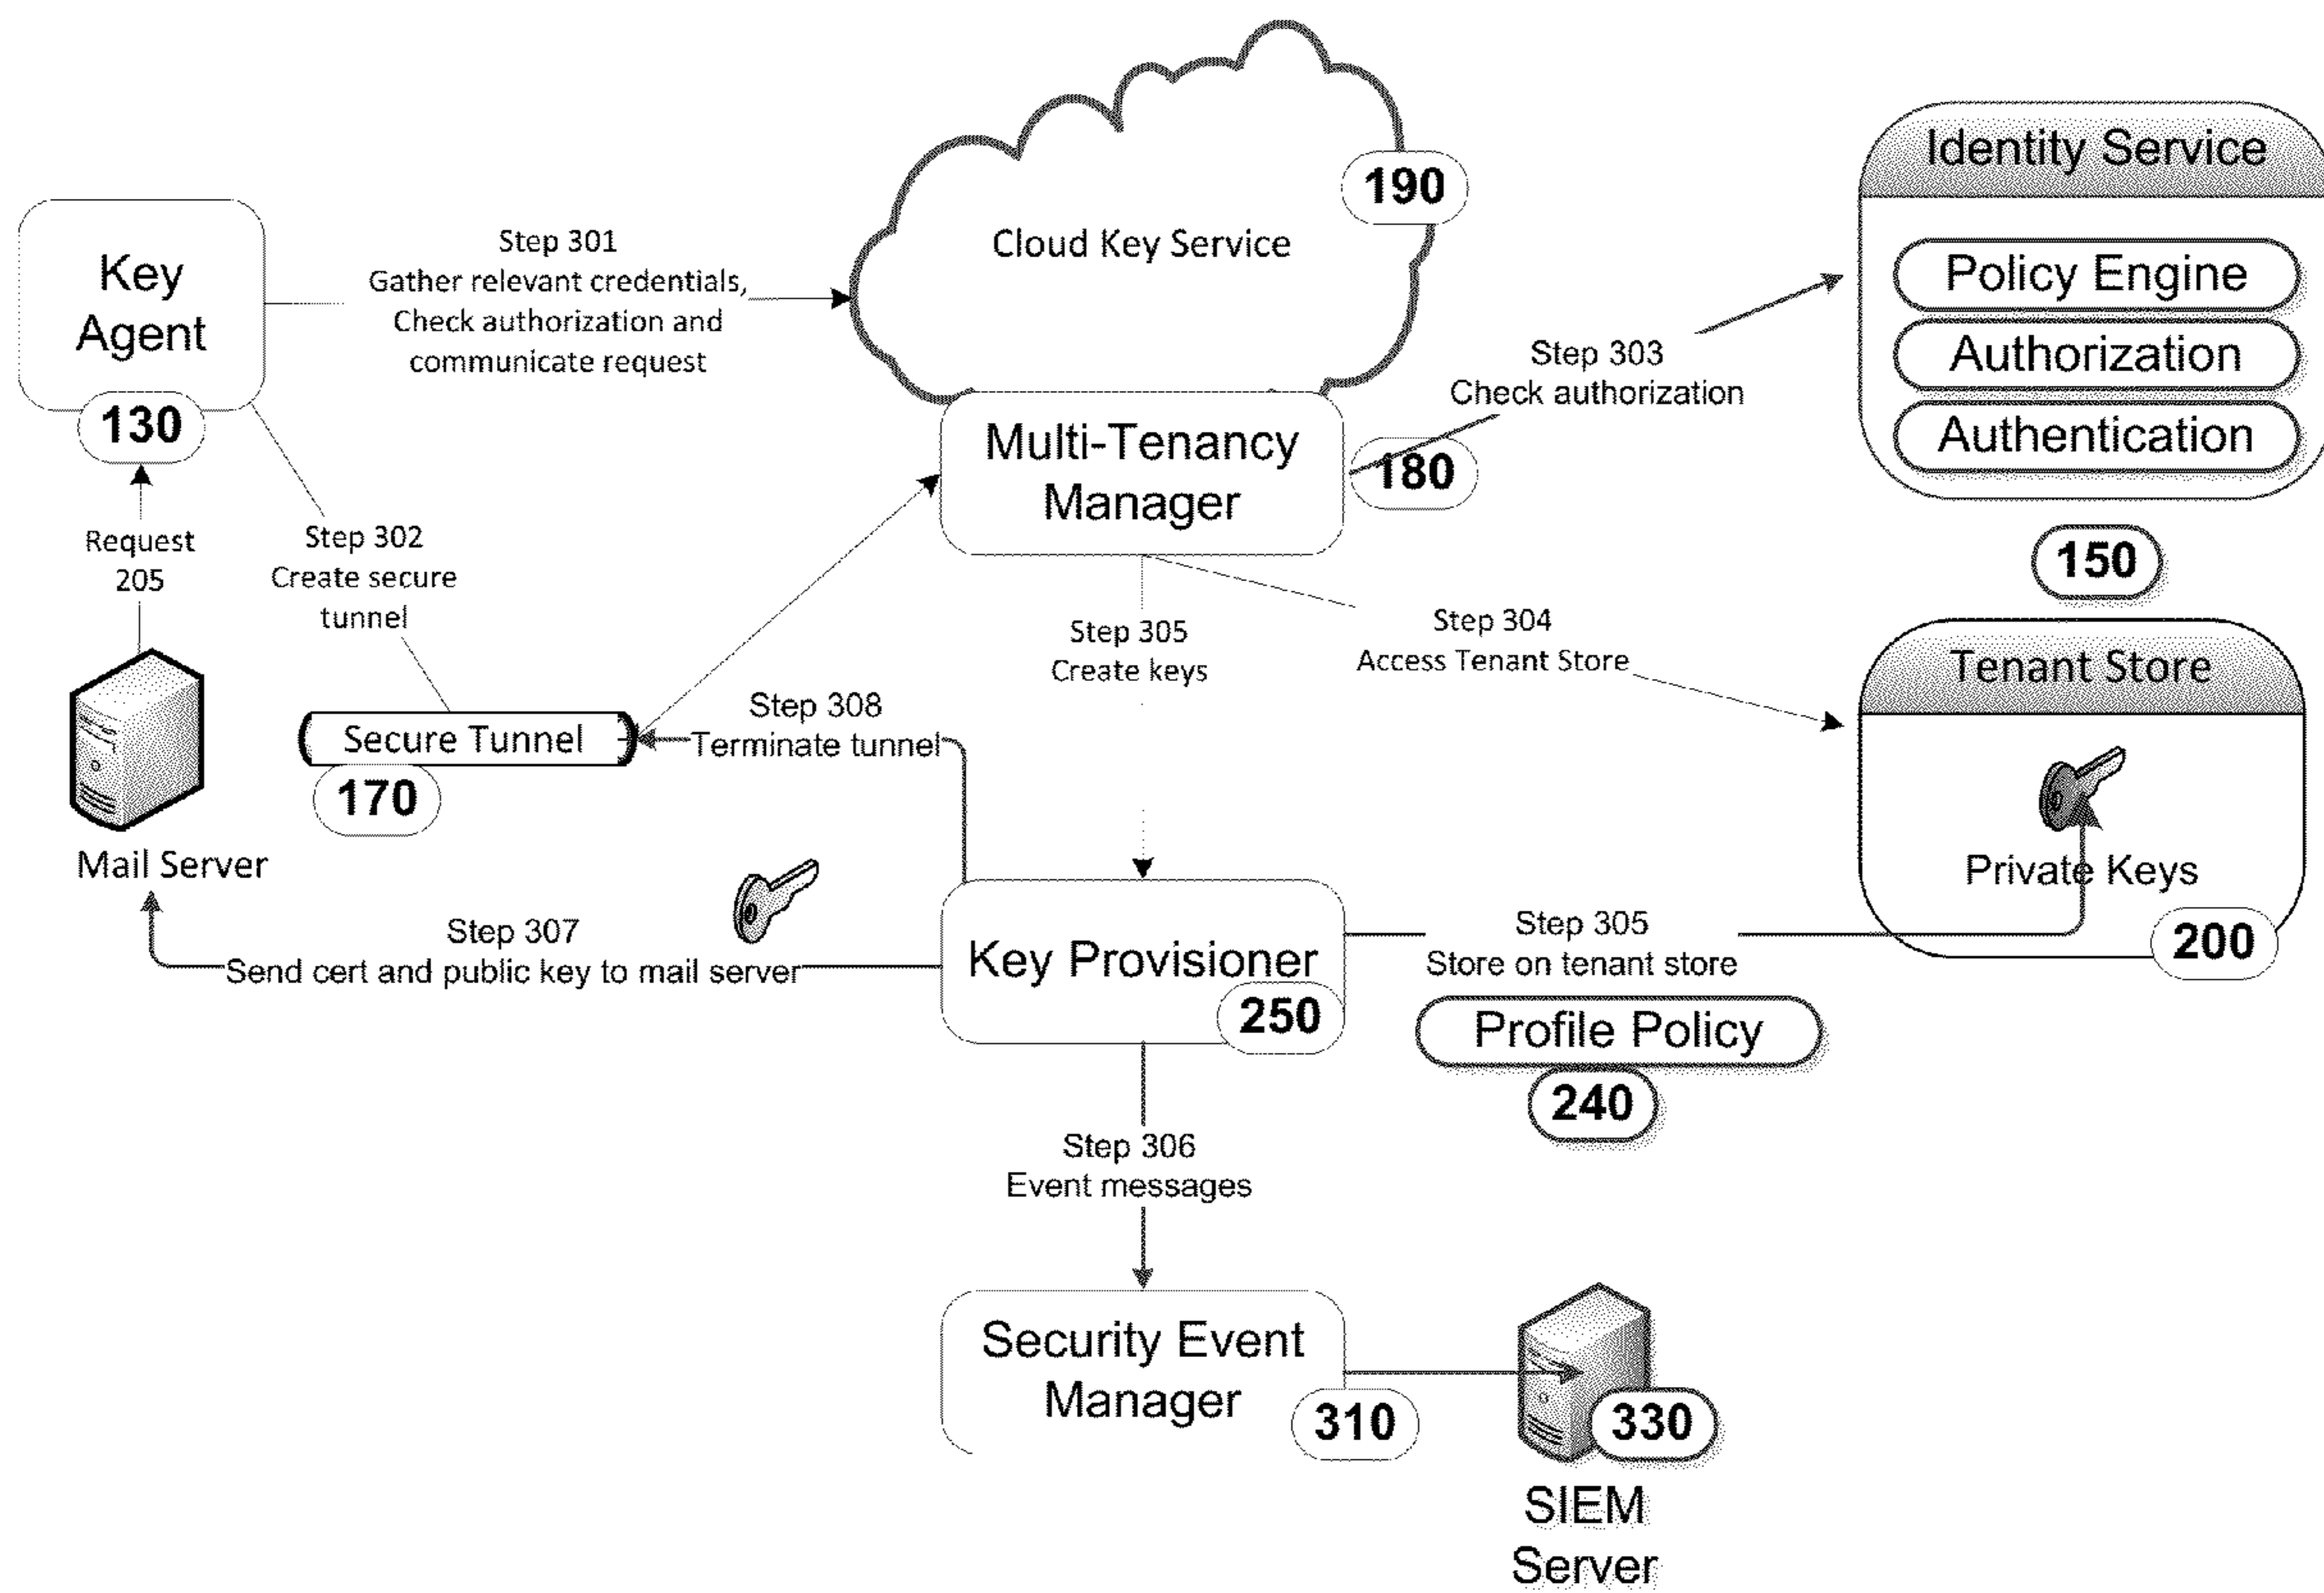 Key
Agent
130
Step 301
Gather relevant credentials,
Check authorization and
communicate request
Cloud Key Service
190
Identity Service
Policy Engine
Authorization
Authentication
150
Multi-Tenancy
Manager
180
Step 303
Check authorization
Request
205
Step 302
Create secure
tunnel
Mail Server
Secure Tunnel
170
Step 308
Terminate tunnel
Step 305
Create keys
Step 304
Access Tenant Store
Tenant Store
Private Keys
200
Step 307
Send cert and public key to mail server
Key Provisioner
250
Step 305
Store on tenant store
Profile Policy
240
Step 306
Event messages
Security Event
Manager
310
330
SIEM
Server